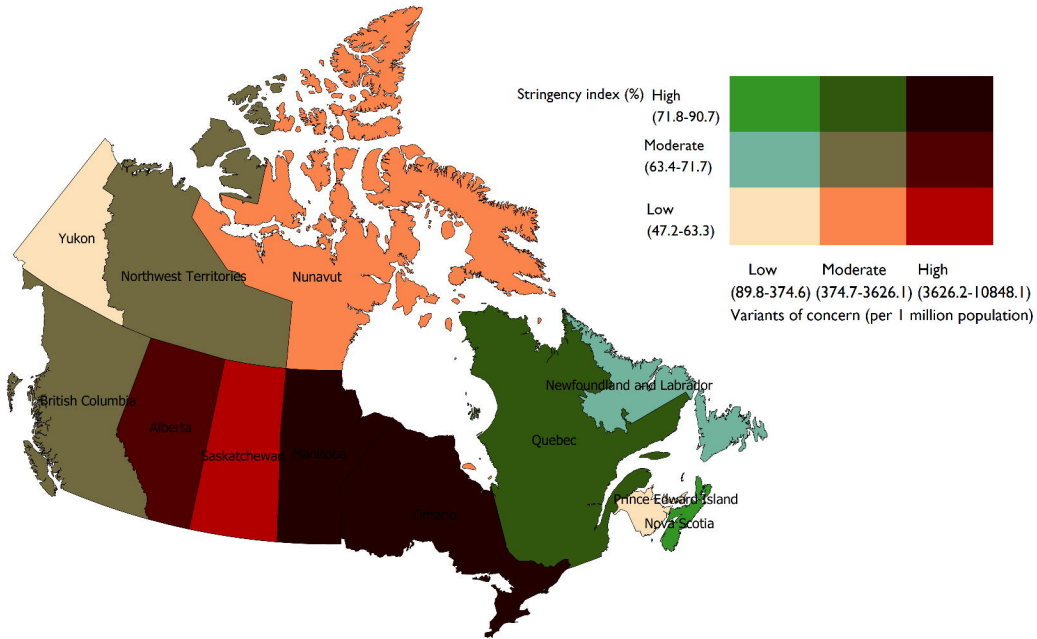 Stringency index (%) High
(71.8-90.7)
Moderate
(63.4-71.7)
Low
(47.2-63.3)
Low Moderate High
(89.8-374.6) (374.7-3626.1) (3626.2-10848.1)
Variants of concern (per 1 million population)
Yukon
Northwest Territories
Nunavut
British Columbia
Alberta
Saskatchewan
Manitoba
Ontario
Quebec
Newfoundland and Labrador
Prince Edward Island
Nova Scotia